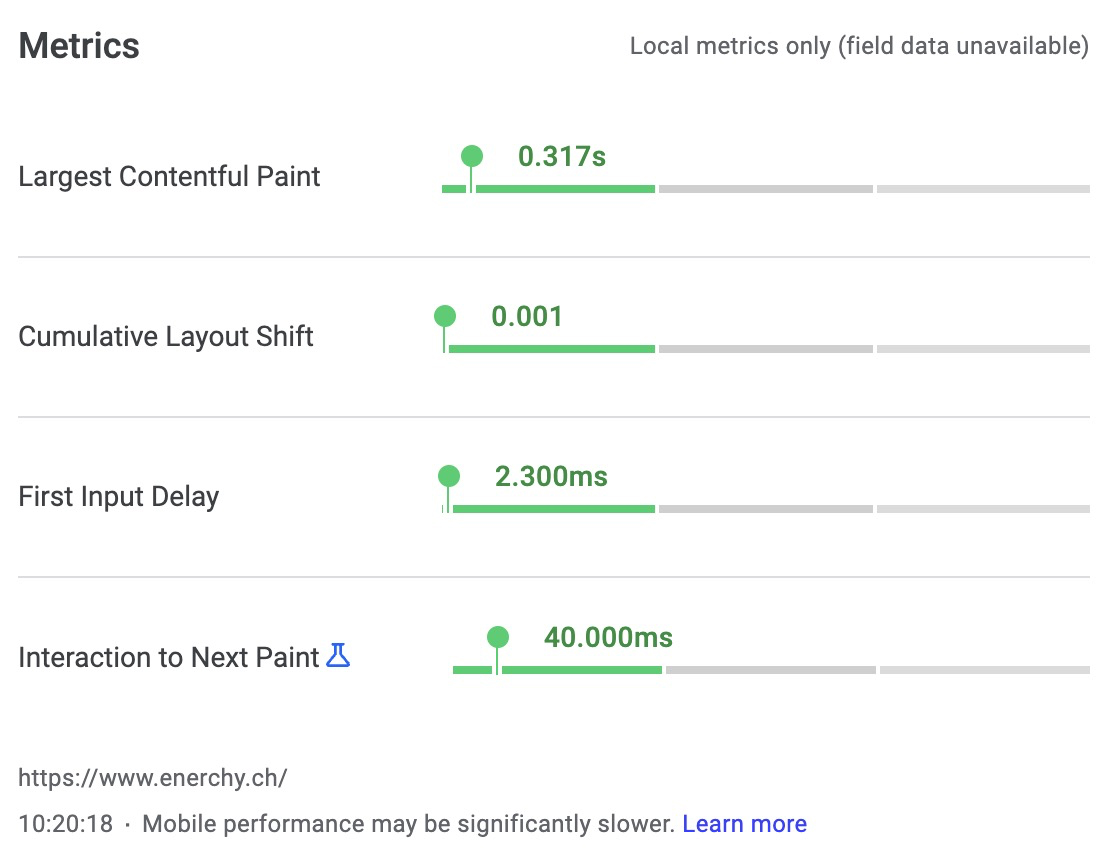 Metrics
Local metrics only (field data unavailable)
Largest Contentful Paint
0.317s
Cumulative Layout Shift
0.001
First Input Delay
2.300ms
Interaction to Next Paint
40.000ms
https://www.enerchy.ch/
10:20:18 · Mobile performance may be significantly slower. Learn more